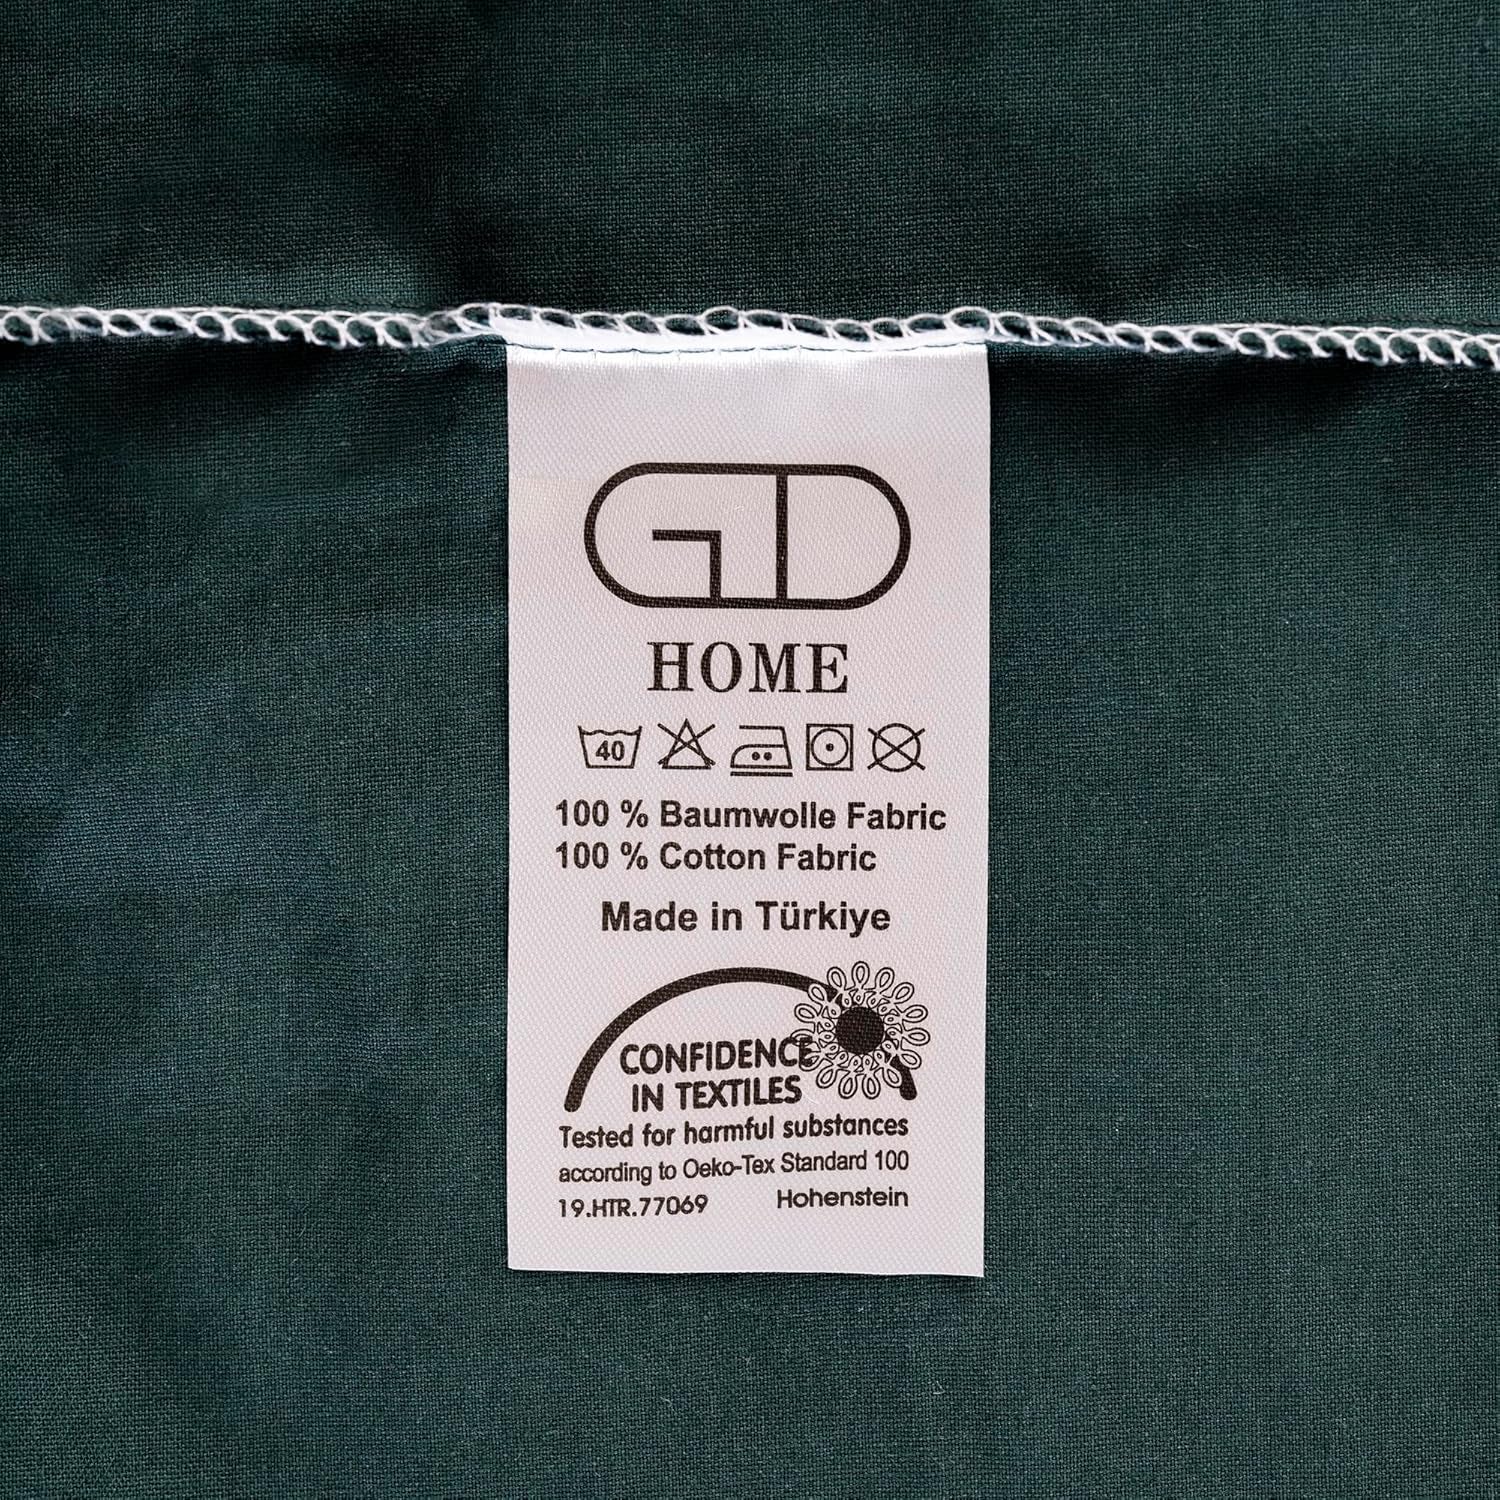 GD
HOME
40
100 % Baumwolle Fabric
100 % Cotton Fabric
Made in Türkiye
CONFIDENCE
IN TEXTILES
Tested for harmful substances
according to Oeko-Tex Standard 100
19.HTR.77069 Hohenstein